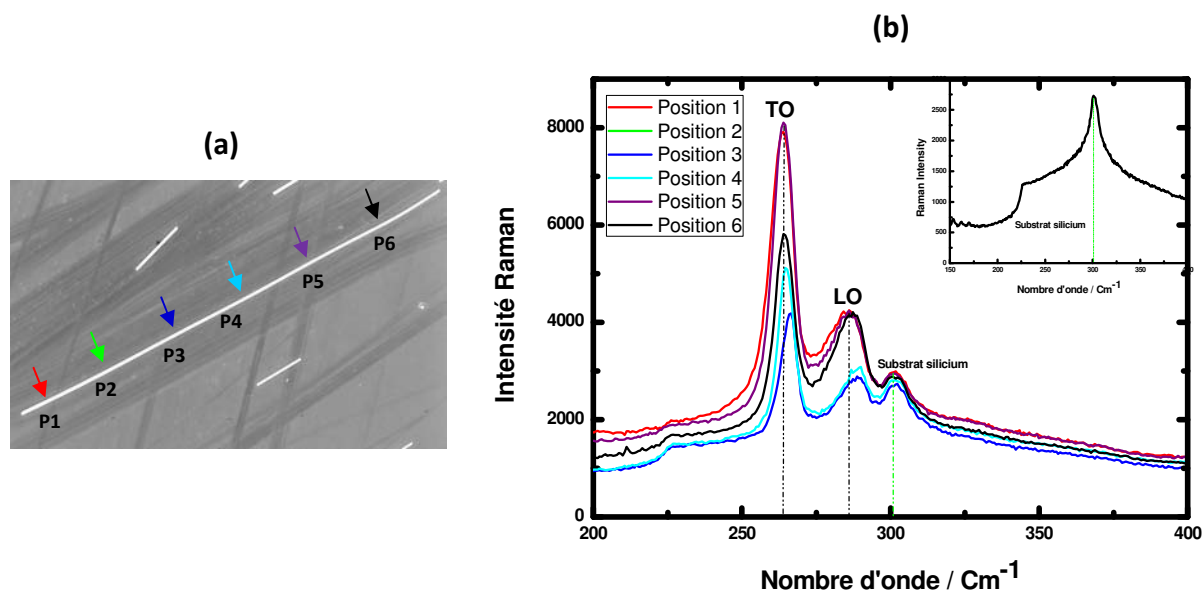 (a)
P1
P2
P3
P4
P5
P6
(b)
Position 1
Position 2
Position 3
Position 4
Position 5
Position 6
TO
LO
Substrat silicium
Intensité Raman
0
2000
4000
6000
8000
200
250
300
350
400
Nombre d'onde / Cm-1
Raman Intensity
0
500
1000
1500
2000
2500
Substrat silicium
150
200
250
300
350
400
Nombre d'onde / Cm-1